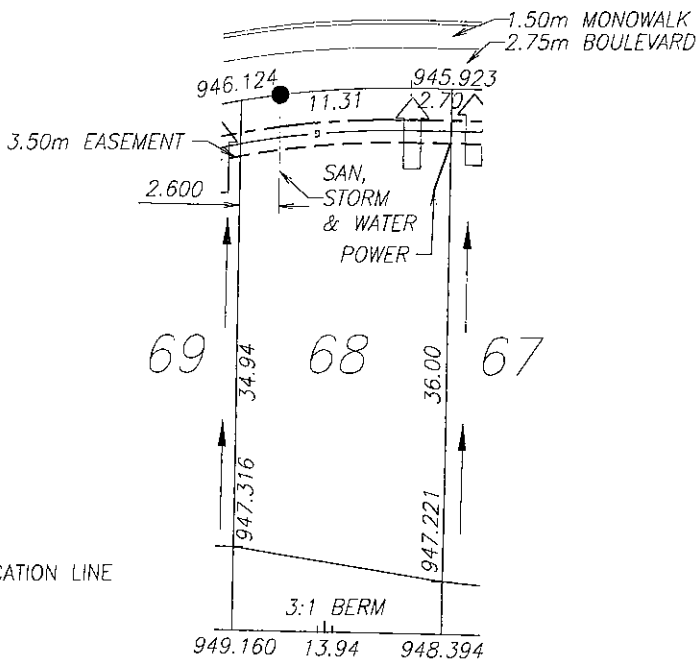 1.50m MONOWALK
2.75m BOULEVARD
946.124
945.923
11.31
2.70
3.50m EASEMENT
SAN,
STORM
& WATER
2.600
POWER
69
68
67
34.94
36.00
947.316
947.221
CATION LINE
3:1 BERM
949.160
13.94
948.394